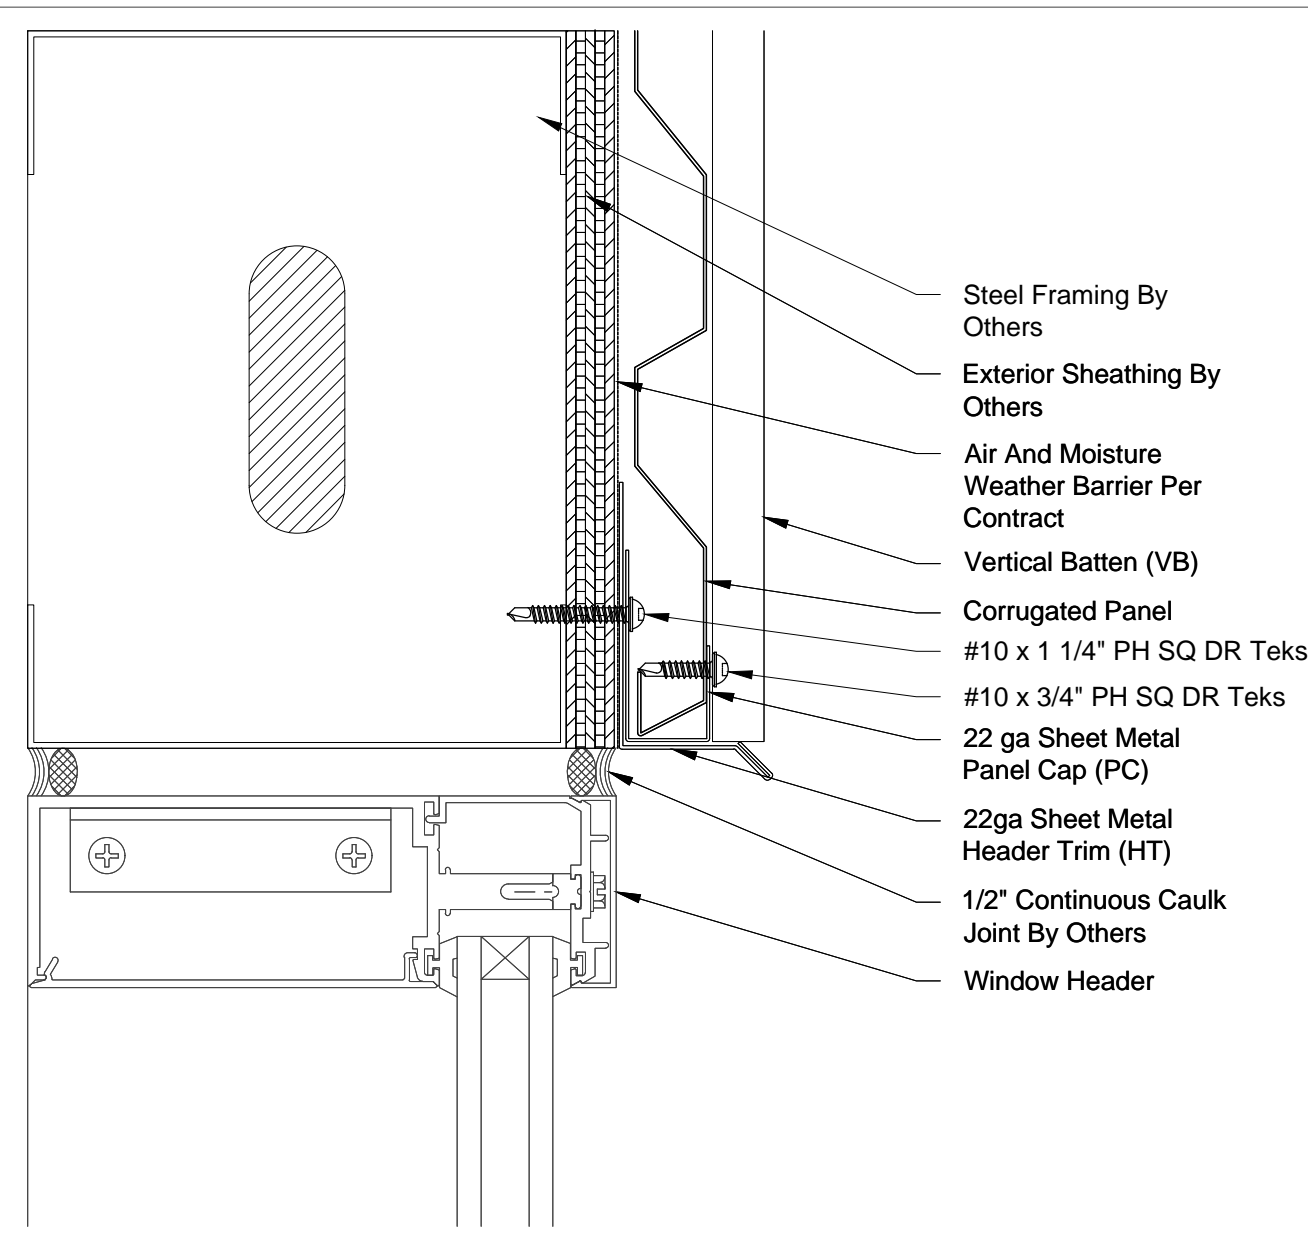 Steel Framing By
Others
Exterior Sheathing By
Others
Air And Moisture
Weather Barrier Per
Contract
Vertical Batten (VB)
Corrugated Panel
#10 x 1 1/4" PH SQ DR Teks
#10 x 3/4" PH SQ DR Teks
22 ga Sheet Metal
Panel Cap (PC)
22ga Sheet Metal
Header Trim (HT)
1/2" Continuous Caulk
Joint By Others
Window Header